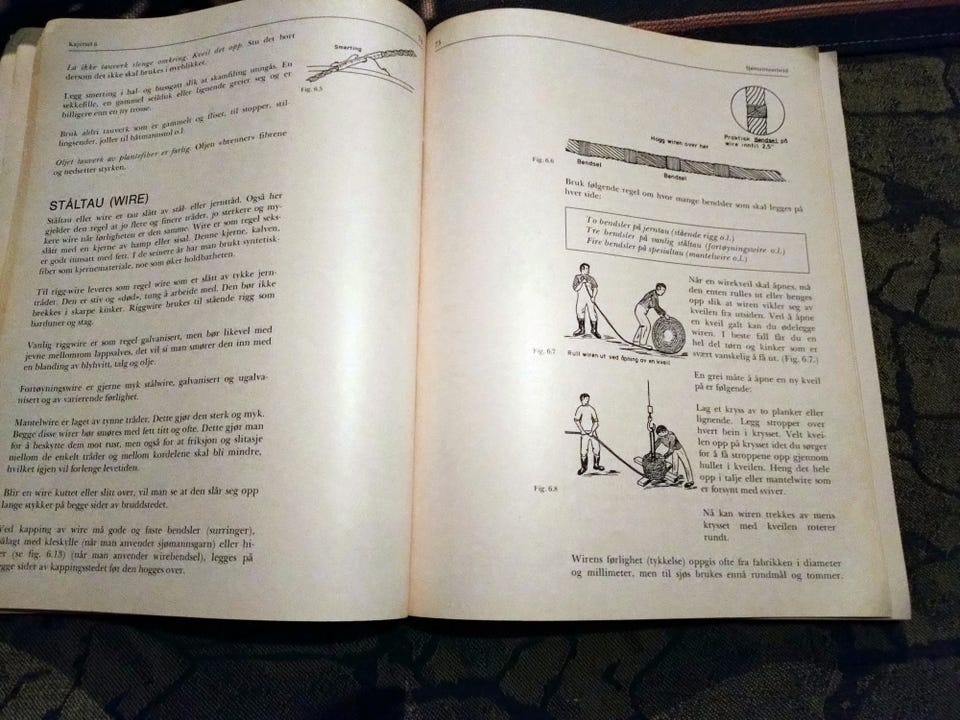 Kapittel 6
La ikke tauverk slenge omkring. Kveil det opp. Stu det bort
dersom det ikke skal brukes i øyeblikket.
Legg smerting i hal- og bussgatt slik at skamfiling unngås. En
sekkefille, en gammel seilduk eller lignende greier seg og er
billigere enn en ny trosse.
Bruk aldri tauverk som er gammelt og fliset, til stopper, stil-
lingsender, joller til båtmannsstol o.l.
Oljet tauverk av plantefiber er farlig. Oljen «brenner» fibrene
og nedsetter styrken.
Smerting
Fig. 6.5
STÅLTAU (WIRE)
Ståltau eller wire er tau slått av stål- eller jerntråd. Også her
gjelder den regel at jo flere og finere tråder, jo sterkere og my-
kere wire når førligheten er den samme. Wire er som regel seks-
slått med en kjerne av hamp eller sisal. Denne kjerne, kalven,
er godt innsatt med fett. I de seinere år har man brukt syntetisk-
fiber som kjernemateriale, noe som øker holdbarheten.
Til rigg-wire leveres som regel wire som er slått av tykke jern-
tråder. Den er stiv og «død», tung å arbeide med. Den bør ikke
brekkes i skarpe kinker. Riggwire brukes til stående rigg som
barduner og stag.
Vanlig riggwire er som regel galvanisert, men bør likevel med
jevne mellomrom lappsalves, det vil si man smører den inn med
en blanding av blyhvitt, talg og olje.
Fortøyningswire er gjerne myk stålwire, galvanisert og ugalva-
nisert og av varierende førlighet.
Mantelwire er laget av tynne tråder. Dette gjør den sterk og myk.
Begge disse wirer bør smøres med fett titt og ofte. Dette gjør man
for å beskytte dem mot rust, men også for at friksjon og slitasje
mellom de enkelt tråder og mellom kordelene skal bli mindre,
hvilket igjen vil forlenge levetiden.
Blir en wire kuttet eller slitt over, vil man se at den slår seg opp
lange stykker på begge sider av bruddstedet.
Ved kapping av wire må gode og faste bendsler (surringer),
ålagt med kleskylle (når man anvender sjømannsgarn) eller hi-
er (se fig. 6.13) (når man anvender wirebendsel), legges på
egge sider av kappingsstedet før den hogges over.
73
Sjømannsarbeid
Praktisk Bendsel på
wire inntil 2,5"
Hogg wiren over her
Fig. 6.6
Bendsel
Bendsel
Bruk følgende regel om hvor mange bendsler som skal legges på
hver side:
To bendsler på jerntau (stående rigg o.l.)
Tre bendsler på vanlig ståltau (fortøyningswire o.l.)
Fire bendsler på spesialtau (mantelwire o.l.)
Når en wirekveil skal åpnes, må
den enten rulles ut eller henges
opp slik at wiren vikler seg av
kveilen fra utsiden. Ved å åpne
en kveil galt kan du ødelegge
wiren. I beste fall får du en
hel del tørn og kinker som er
svært vanskelig å få ut. (Fig. 6.7.)
Fig. 6.7
Rull wiren ut ved åpning av en kveil
En grei måte å åpne en ny kveil
på er følgende:
Lag et kryss av to planker eller
lignende. Legg stropper over
hvert bein i krysset. Velt kvei-
len opp på krysset idet du sørger
for å få stroppene opp gjennom
hullet i kveilen. Heng det hele
opp i talje eller mantelwire som
er forsynt med sviver.
Fig. 6.8
Nå kan wiren trekkes av mens
krysset med kveilen roterer
rundt.
Wirens førlighet (tykkelse) oppgis ofte fra fabrikken i diameter
og millimeter, men til sjøs brukes ennå rundmål og tommer.